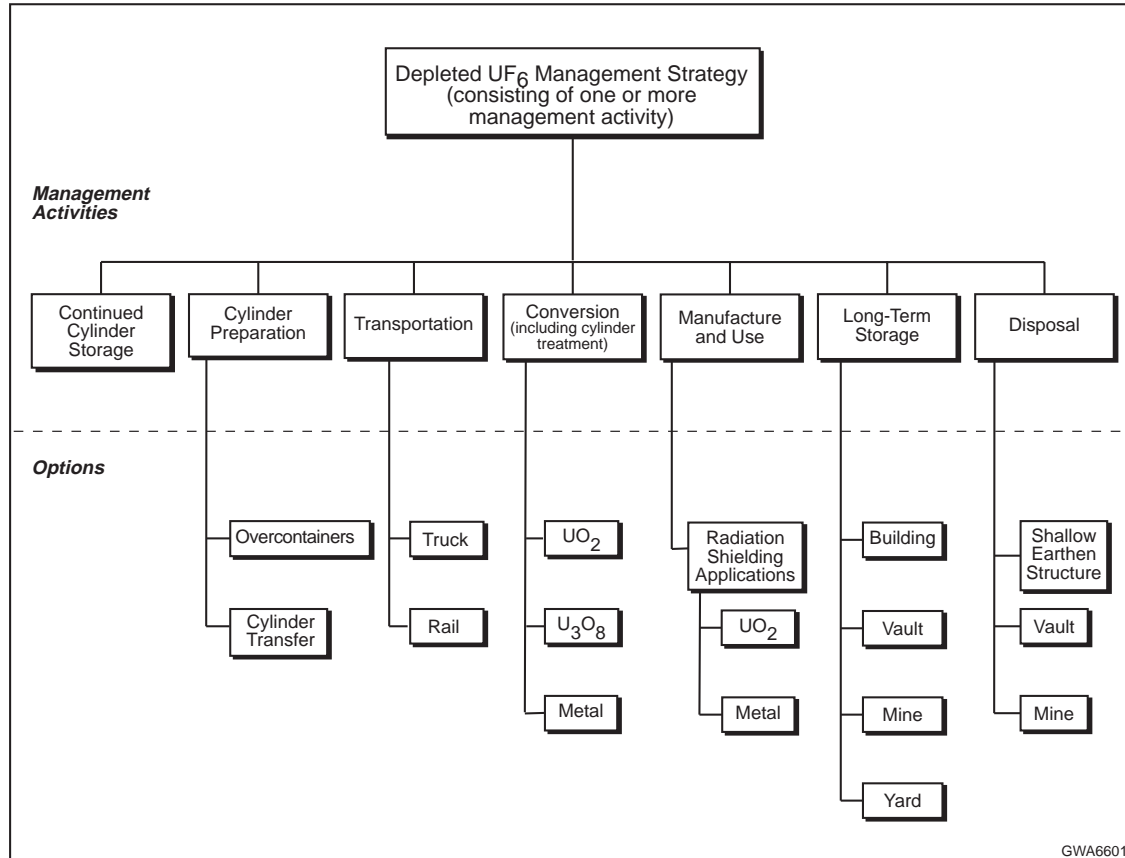 Depleted UF6 Management Strategy
(consisting of one or more
management activity)
Management
Activities
Continued
Cylinder
Storage
Cylinder
Preparation
Transportation
Conversion
(including cylinder
treatment)
Manufacture
and Use
Long-Term
Storage
Disposal
Options
Overcontainers
Cylinder
Transfer
Truck
Rail
UO2
U3O8
Metal
Radiation
Shielding
Applications
UO2
Metal
Building
Vault
Mine
Yard
Shallow
Earthen
Structure
Vault
Mine
GWA6601